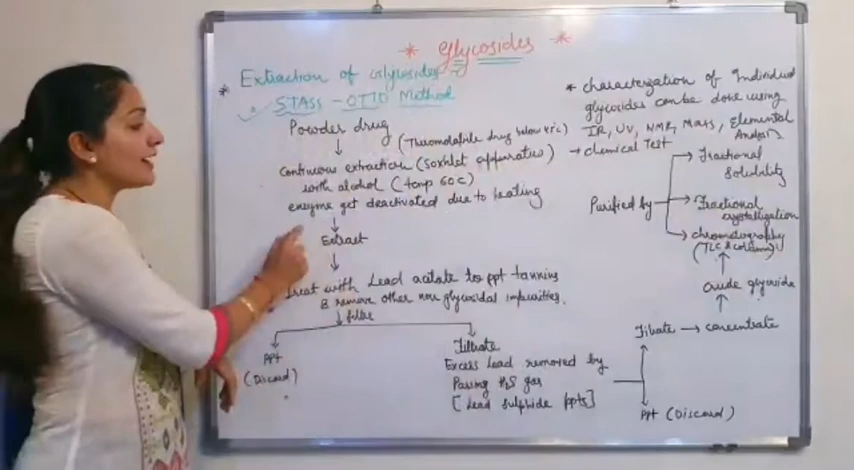 * Glycosides *
* Extraction of Glycosides :-
STASS - OTTO Method
Powder drug
(Thermolabile drug below 45°c)
Continuous extraction (soxhlet apparatus)
with alcohol (temp 60 c)
enzyme get deactivated due to heating
Extract
Treat with Lead acetate to ppt tannins
& remove other non glycosidal impurities.
filter
PPt
(Discard)
Filtrate
Excess Lead removed by
Passing H2S gas
[Lead sulphide ppts]
PPt (Discard)
Filtrate → concentrate
crude glycoside
Purified by
Fractional
solubility
Fractional
crystallization
chromatography
(TLC & column)
* characterization of Individual
glycosides can be done using
IR, UV, NMR, Mass, Elemental
Analysis
→ chemical Test